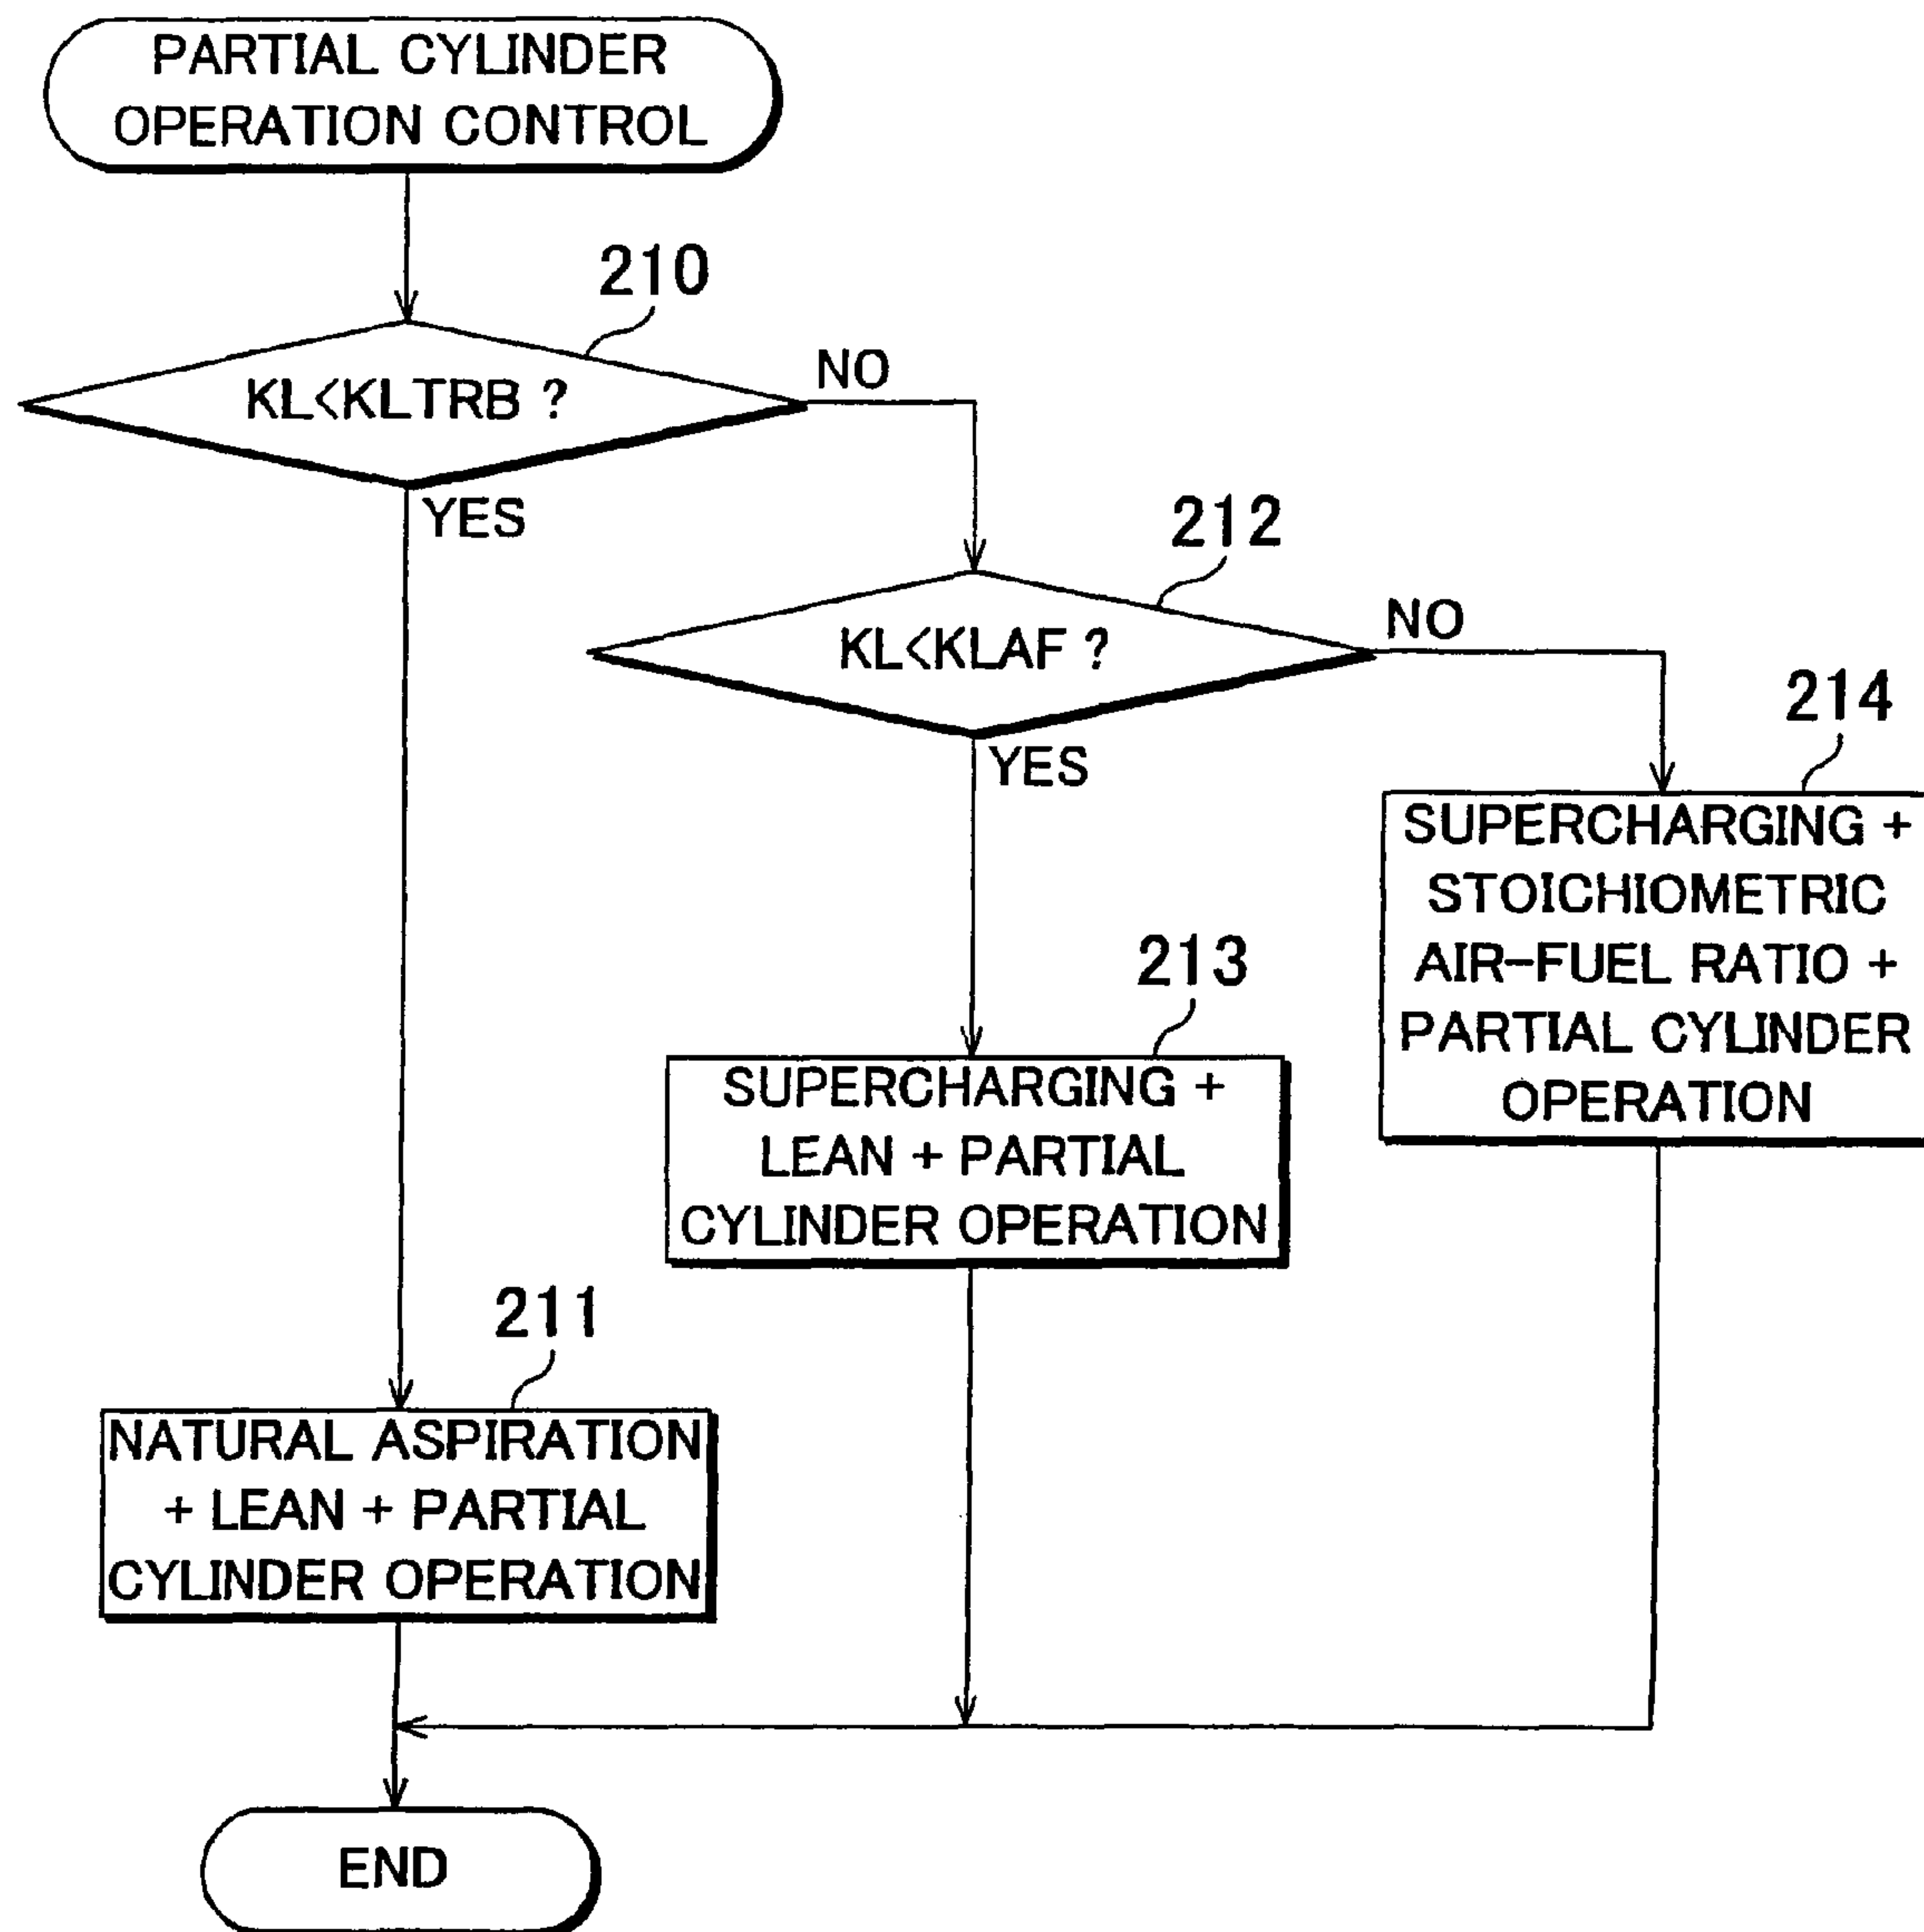 PARTIAL CYLINDER
OPERATION CONTROL
210
KL<KLTRB ?
NO
YES
212
KL<KLAF ?
NO
YES
214
SUPERCHARGING +
STOICHIOMETRIC
AIR-FUEL RATIO +
PARTIAL CYLINDER
OPERATION
213
SUPERCHARGING +
LEAN + PARTIAL
CYLINDER OPERATION
211
NATURAL ASPIRATION
+ LEAN + PARTIAL
CYLINDER OPERATION
END